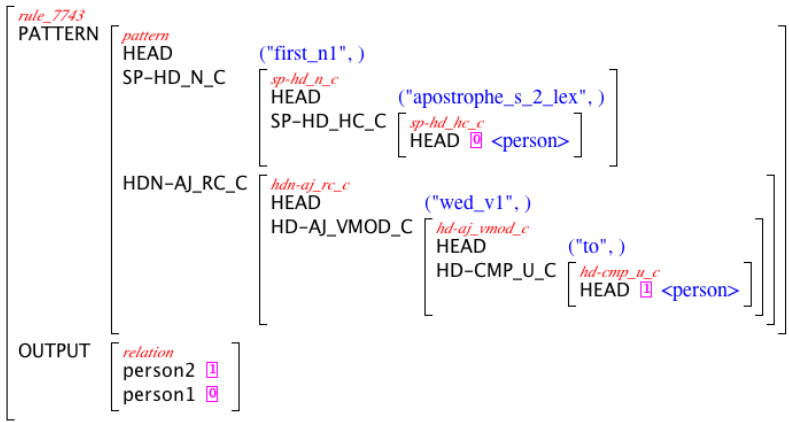 rule_7743
PATTERN pattern
HEAD ("first_n1", )
SP-HD_N_C sp-hd_n_c
HEAD ("apostrophe_s_2_lex", )
SP-HD_HC_C sp-hd_hc_c
HEAD 0 <person>
HDN-AJ_RC_C hdn-aj_rc_c
HEAD ("wed_v1", )
HD-AJ_VMOD_C hd-aj_vmod_c
HEAD ("to", )
HD-CMP_U_C hd-cmp_u_c
HEAD 1 <person>
OUTPUT relation
person2 1
person1 0